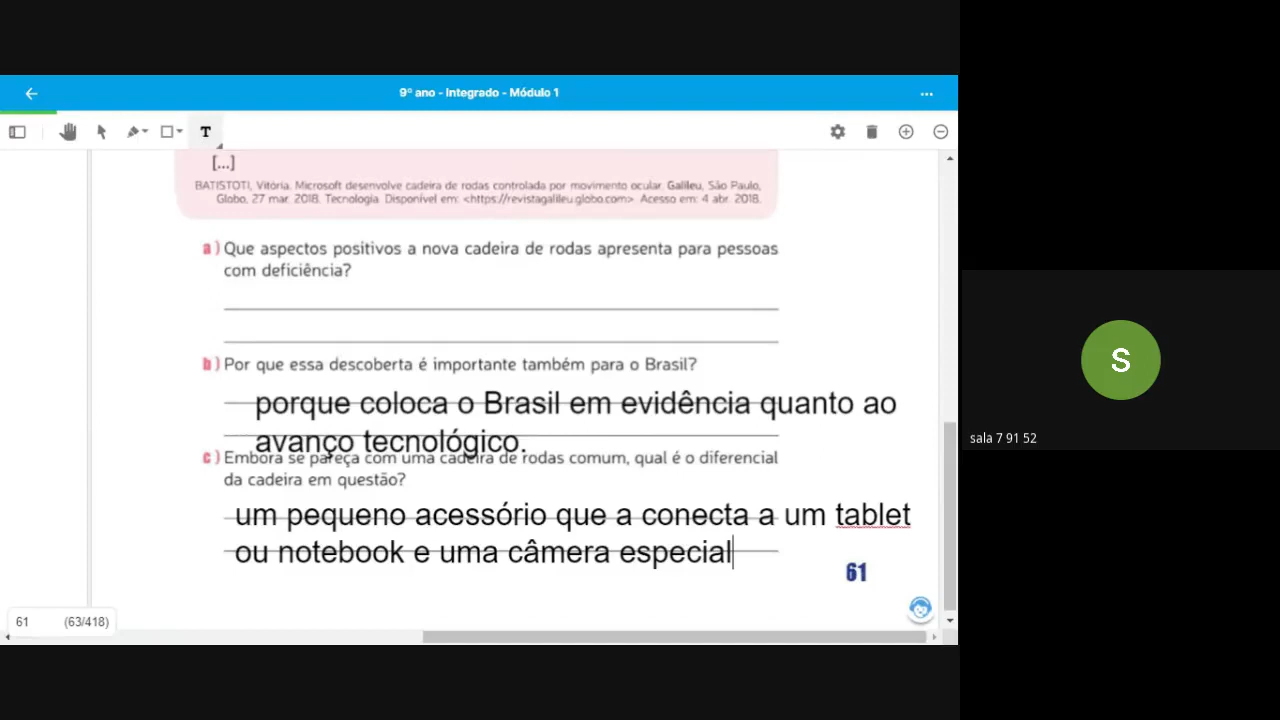 9º ano - Integrado - Módulo 1
T
[...]
BATISTOTI, Vitória. Microsoft desenvolve cadeira de rodas controlada por movimento ocular. Galileu, São Paulo,
Globo, 27 mar. 2018. Tecnologia. Disponível em: <https://revistagalileu.globo.com> Acesso em: 4 abr. 2018.
a) Que aspectos positivos a nova cadeira de rodas apresenta para pessoas
com deficiência?
b) Por que essa descoberta é importante também para o Brasil?
porque coloca o Brasil em evidência quanto ao
avanço tecnológico.
c) Embora se pareça com uma cadeira de rodas comum, qual é o diferencial
da cadeira em questão?
um pequeno acessório que a conecta a um tablet
ou notebook e uma câmera especial
61
61 (63/418)
S
sala 7 91 52